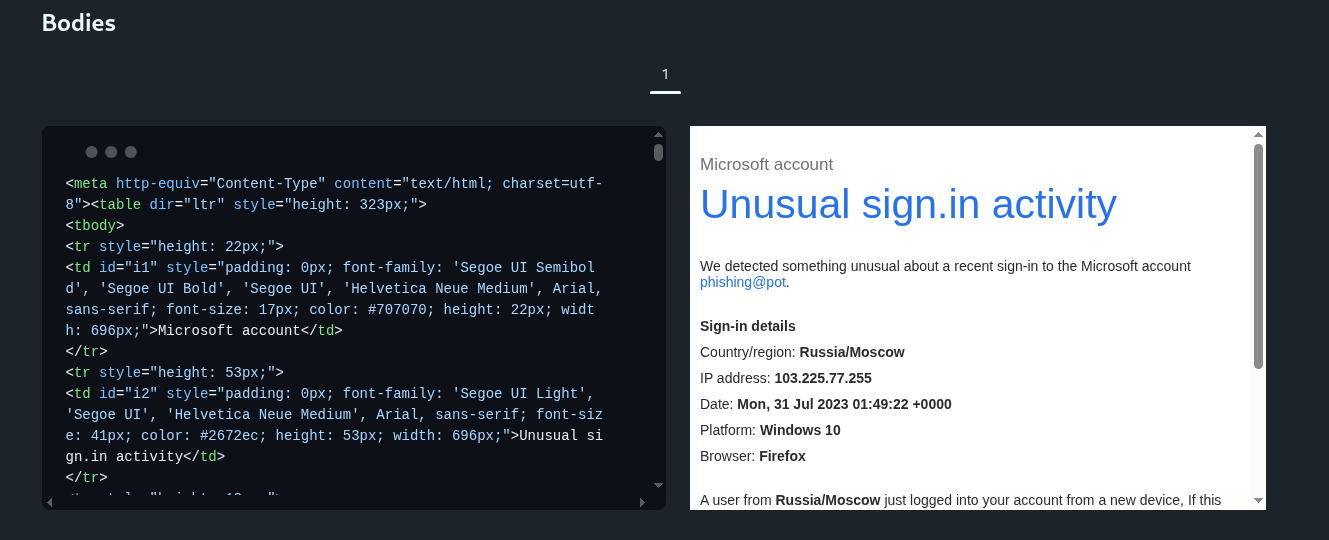 Bodies
1
<meta http-equiv="Content-Type" content="text/html; charset=utf-
8"><table dir="ltr" style="height: 323px;">
<tbody>
<tr style="height: 22px;">
<td id="i1" style="padding: 0px; font-family: 'Segoe UI Semibol
d', 'Segoe UI Bold', 'Segoe UI', 'Helvetica Neue Medium', Arial,
sans-serif; font-size: 17px; color: #707070; height: 22px; widt
h: 696px;">Microsoft account</td>
</tr>
<tr style="height: 53px;">
<td id="i2" style="padding: 0px; font-family: 'Segoe UI Light',
'Segoe UI', 'Helvetica Neue Medium', Arial, sans-serif; font-siz
e: 41px; color: #2672ec; height: 53px; width: 696px;">Unusual si
gn.in activity</td>
</tr>
Microsoft account
Unusual sign.in activity
We detected something unusual about a recent sign-in to the Microsoft account
phishing@pot.
Sign-in details
Country/region: Russia/Moscow
IP address: 103.225.77.255
Date: Mon, 31 Jul 2023 01:49:22 +0000
Platform: Windows 10
Browser: Firefox
A user from Russia/Moscow just logged into your account from a new device, If this